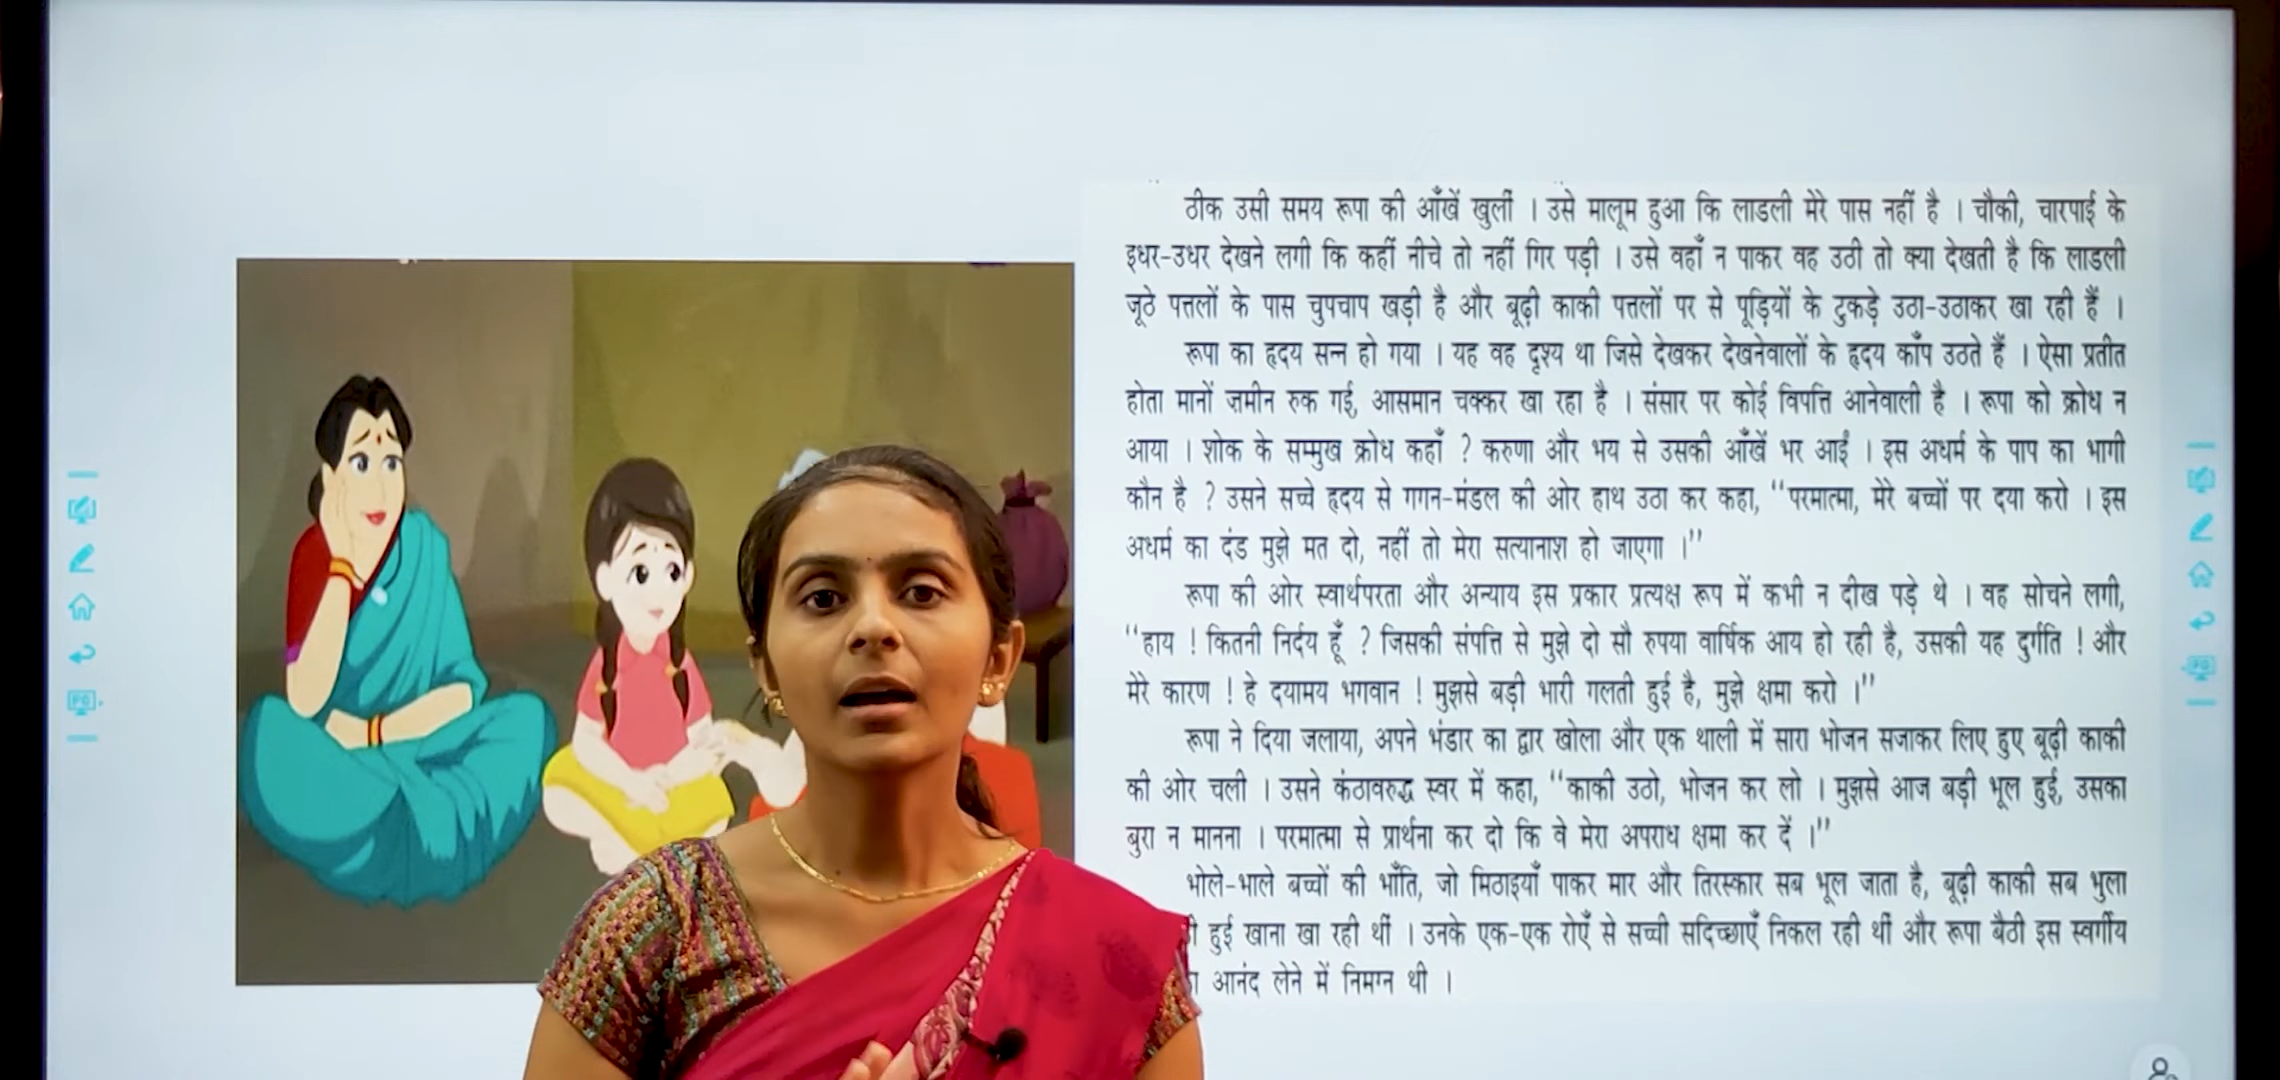 ठीक उसी समय रूपा की आँखें खुलीं । उसे मालूम हुआ कि लाडली मेरे पास नहीं है । चौकी, चारपाई के
इधर-उधर देखने लगी कि कहीं नीचे तो नहीं गिर पड़ी । उसे वहाँ न पाकर वह उठी तो क्या देखती है कि लाडली
जूठे पत्तलों के पास चुपचाप खड़ी है और बूढ़ी काकी पत्तलों पर से पूड़ियों के टुकड़े उठा-उठाकर खा रही हैं ।
रूपा का हृदय सन्न हो गया । यह वह दृश्य था जिसे देखकर देखनेवालों के हृदय काँप उठते हैं । ऐसा प्रतीत
होता मानों ज़मीन रुक गई, आसमान चक्कर खा रहा है । संसार पर कोई विपत्ति आनेवाली है । रूपा को क्रोध न
आया । शोक के सम्मुख क्रोध कहाँ ? करुणा और भय से उसकी आँखें भर आईं । इस अधर्म के पाप का भागी
कौन है ? उसने सच्चे हृदय से गगन-मंडल की ओर हाथ उठा कर कहा, “परमात्मा, मेरे बच्चों पर दया करो । इस
अधर्म का दंड मुझे मत दो, नहीं तो मेरा सत्यानाश हो जाएगा ।”
रूपा की ओर स्वार्थपरता और अन्याय इस प्रकार प्रत्यक्ष रूप में कभी न दीख पड़े थे । वह सोचने लगी,
“हाय ! कितनी निर्दय हूँ ? जिसकी संपत्ति से मुझे दो सौ रुपया वार्षिक आय हो रही है, उसकी यह दुर्गति ! और
मेरे कारण ! हे दयामय भगवान ! मुझसे बड़ी भारी गलती हुई है, मुझे क्षमा करो ।”
रूपा ने दिया जलाया, अपने भंडार का द्वार खोला और एक थाली में सारा भोजन सजाकर लिए हुए बूढ़ी काकी
की ओर चली । उसने कंठावरुद्ध स्वर में कहा, “काकी उठो, भोजन कर लो । मुझसे आज बड़ी भूल हुई, उसका
बुरा न मानना । परमात्मा से प्रार्थना कर दो कि वे मेरा अपराध क्षमा कर दें ।”
भोले-भाले बच्चों की भाँति, जो मिठाइयाँ पाकर मार और तिरस्कार सब भूल जाता है, बूढ़ी काकी सब भुला
हुई खाना खा रही थीं । उनके एक-एक रोएँ से सच्ची सदिच्छाएँ निकल रही थीं और रूपा बैठी इस स्वर्गीय
आनंद लेने में निमग्न थी ।